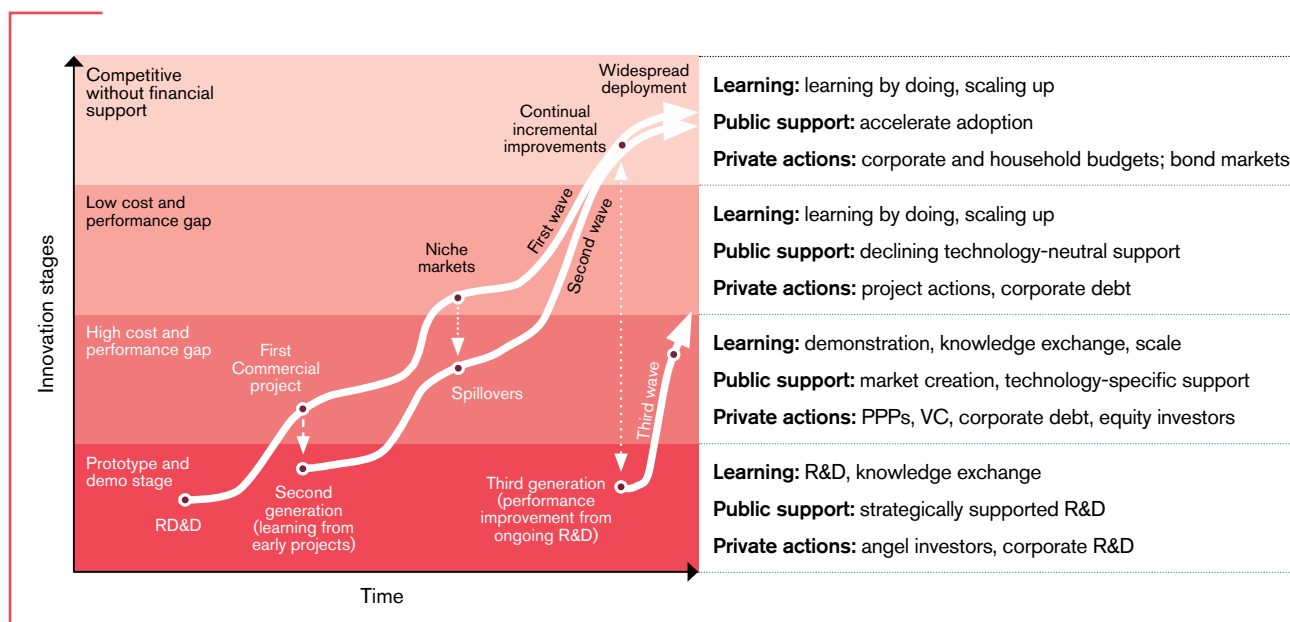 Competitive
without financial
support
Widespread
deployment
Continual
incremental
improvements
Low cost and
performance gap
First wave
Second wave
Niche
markets
High cost and
performance gap
First
Commercial
project
Spillovers
Third wave
Prototype and
demo stage
RD&D
Second
generation
(learning from
early projects)
Third generation
(performance
improvement from
ongoing R&D)
Innovation stages
Time
Learning: learning by doing, scaling up
Public support: accelerate adoption
Private actions: corporate and household budgets; bond markets
Learning: learning by doing, scaling up
Public support: declining technology-neutral support
Private actions: project actions, corporate debt
Learning: demonstration, knowledge exchange, scale
Public support: market creation, technology-specific support
Private actions: PPPs, VC, corporate debt, equity investors
Learning: R&D, knowledge exchange
Public support: strategically supported R&D
Private actions: angel investors, corporate R&D